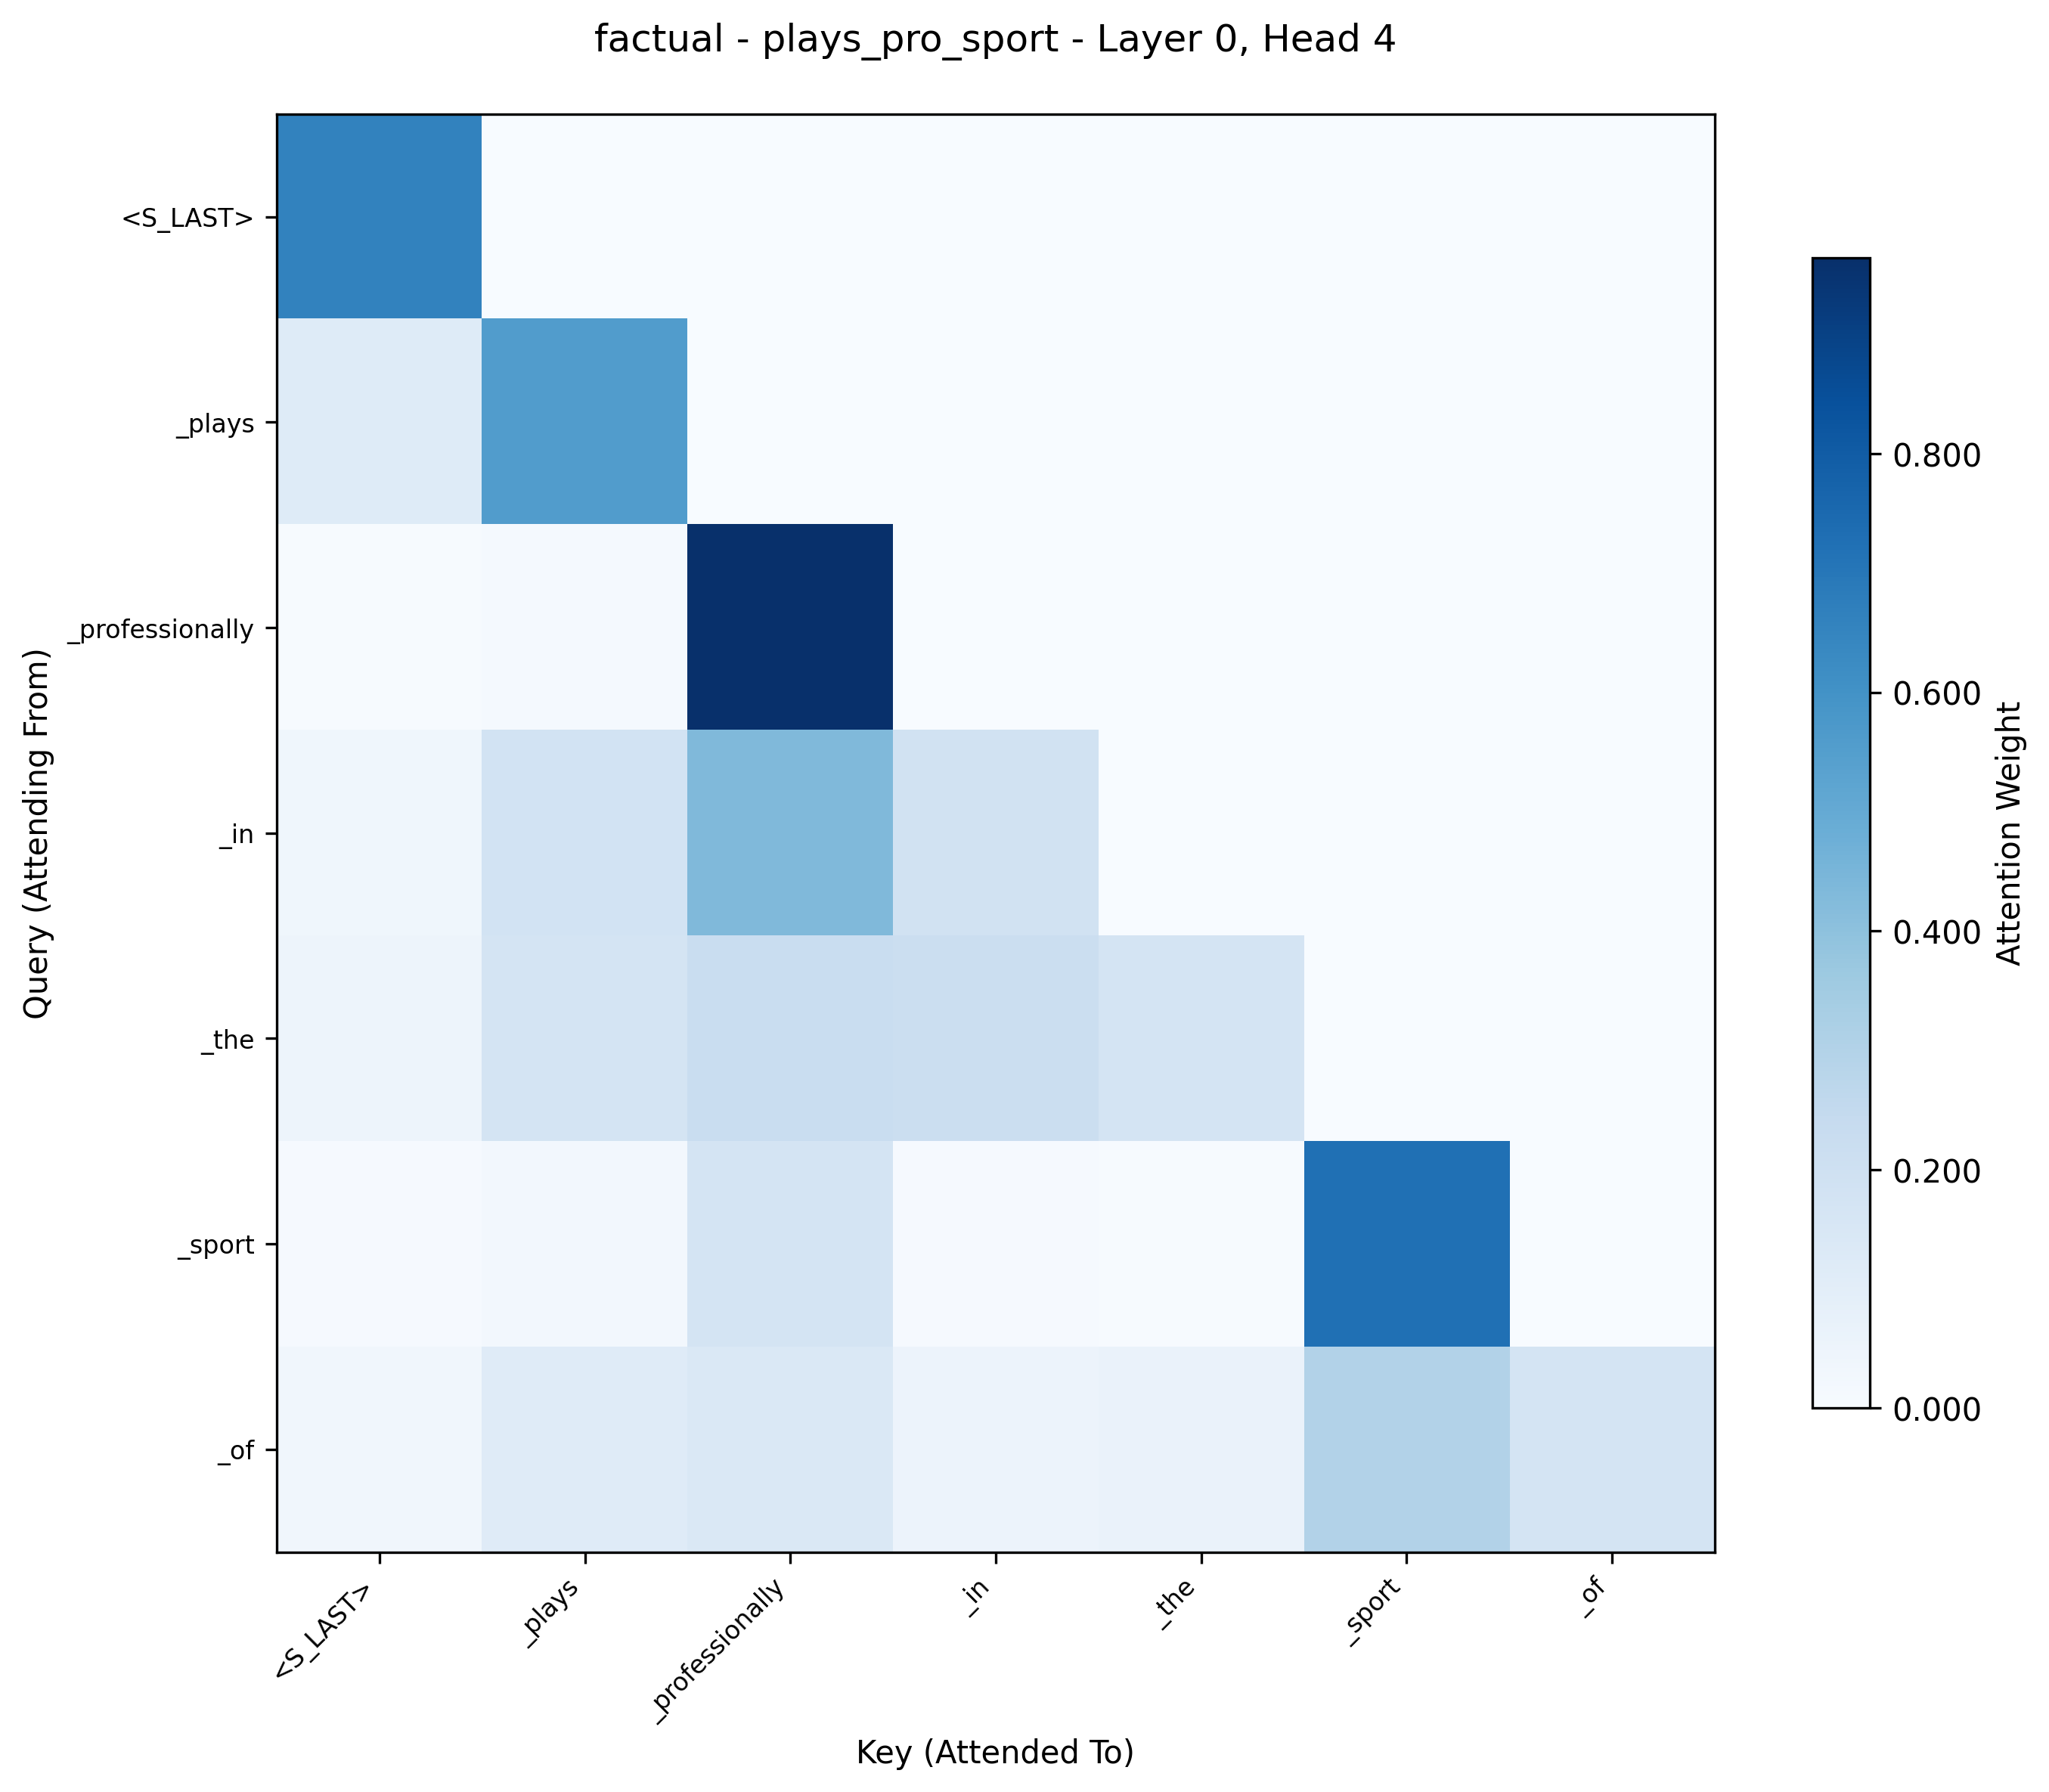 factual - plays_pro_sport - Layer 0, Head 4
Query (Attending From)
<S_LAST>
_plays
_professionally
_in
_the
_sport
_of
<S_LAST>
_plays
_professionally
_in
_the
_sport
_of
Key (Attended To)
0.800
0.600
0.400
0.200
0.000
Attention Weight